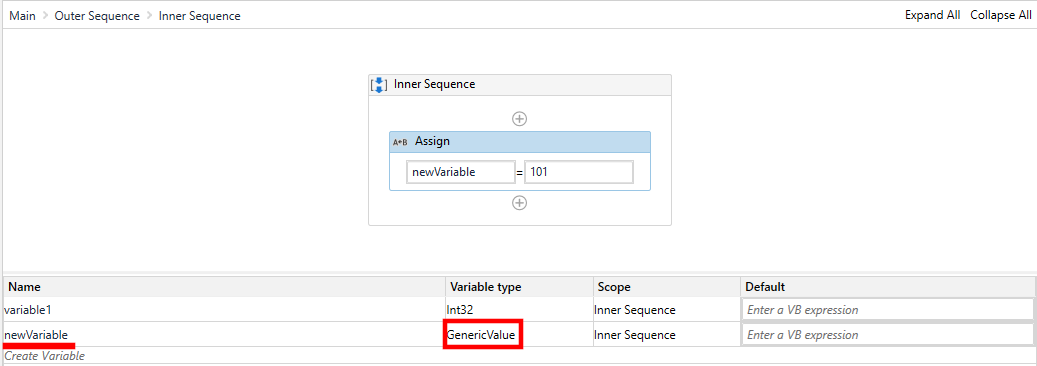 Main > Outer Sequence > Inner Sequence Expand All Collapse All
Inner Sequence
A+B Assign
newVariable = 101
Name Variable type Scope Default
variable1 Int32 Inner Sequence Enter a VB expression
newVariable GenericValue Inner Sequence Enter a VB expression
Create Variable